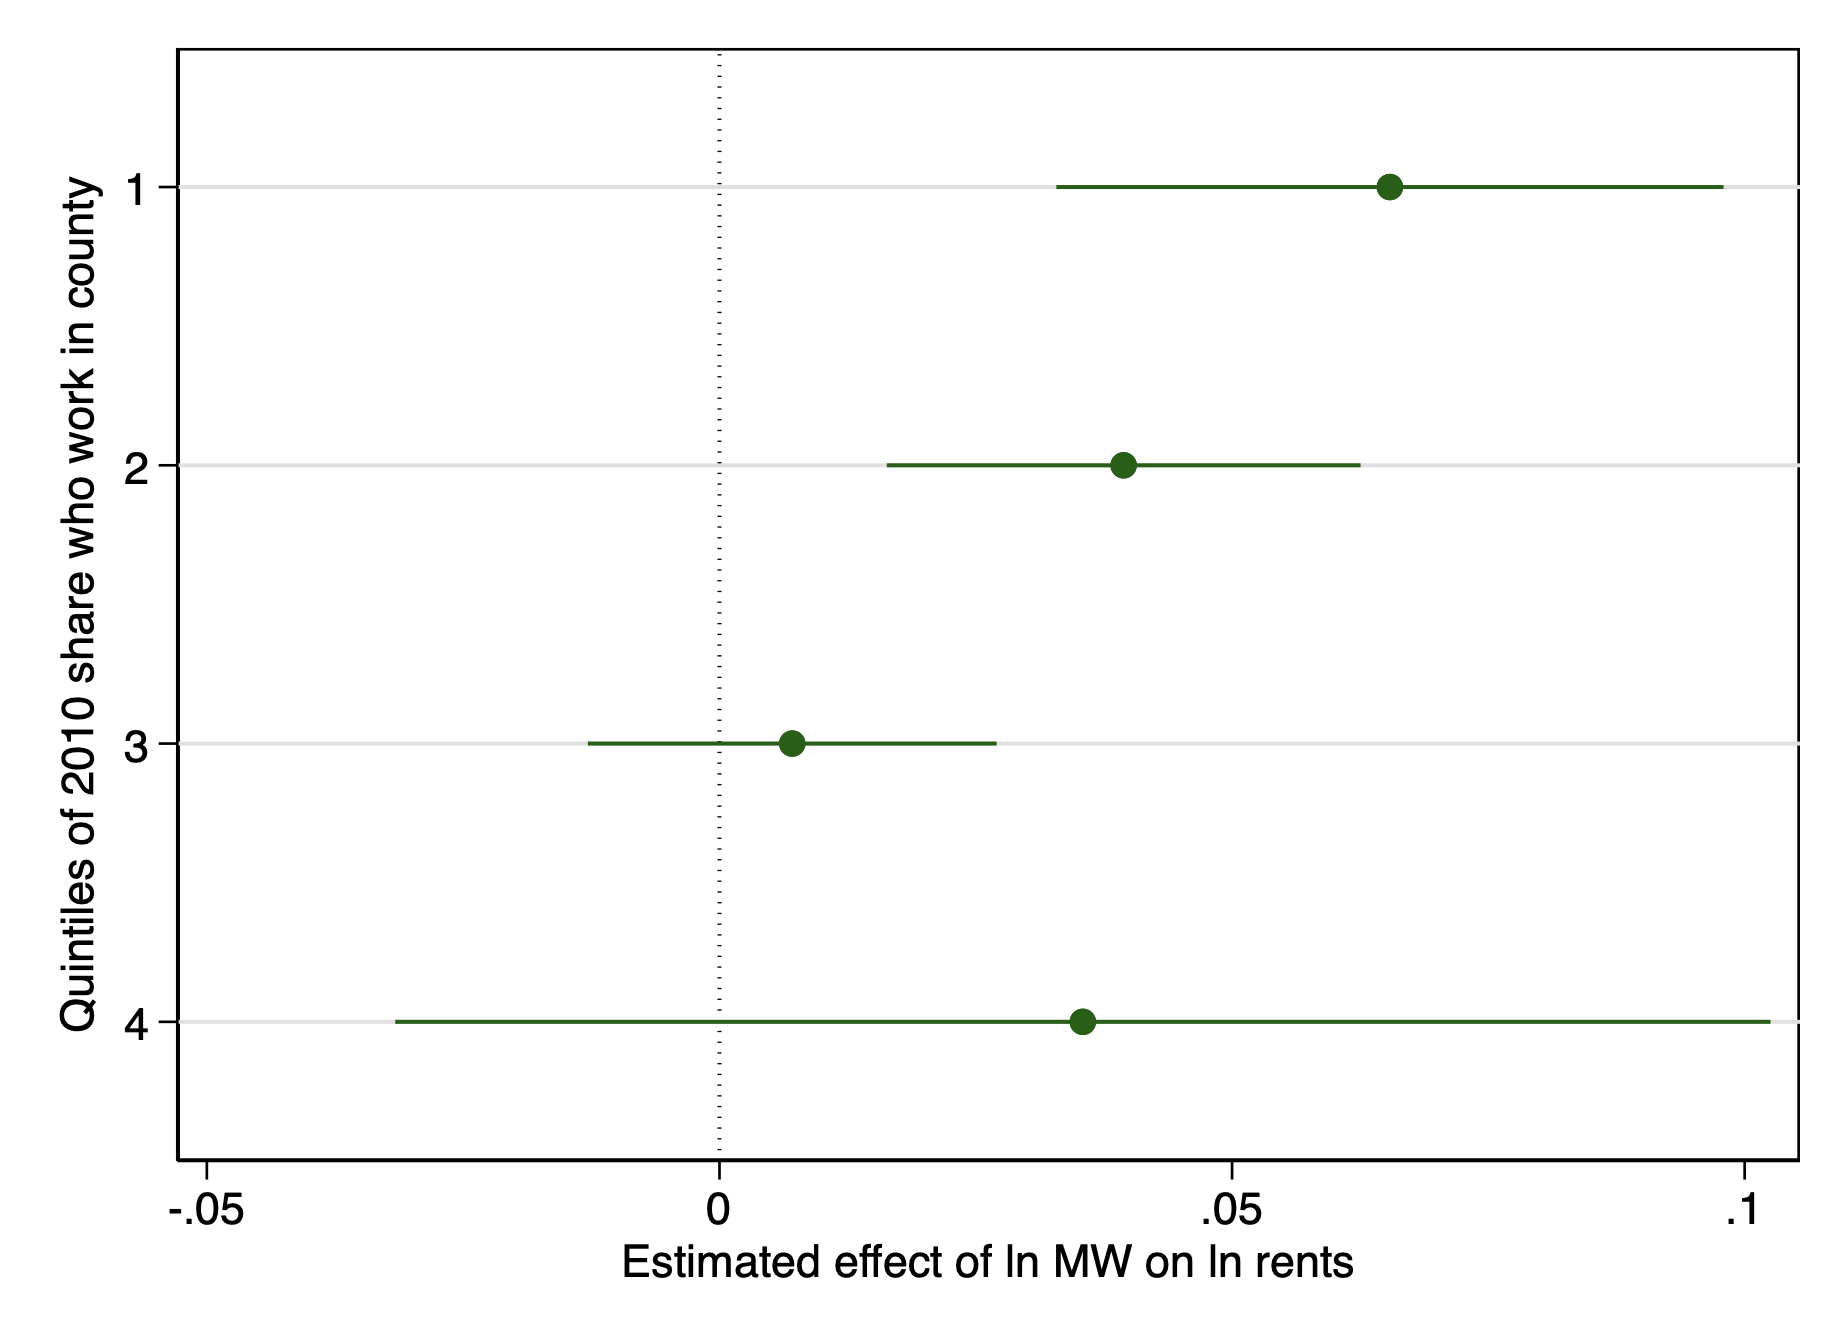 Quintiles of 2010 share who work in county
1
2
3
4
-.05 0 .05 .1
Estimated effect of ln MW on ln rents